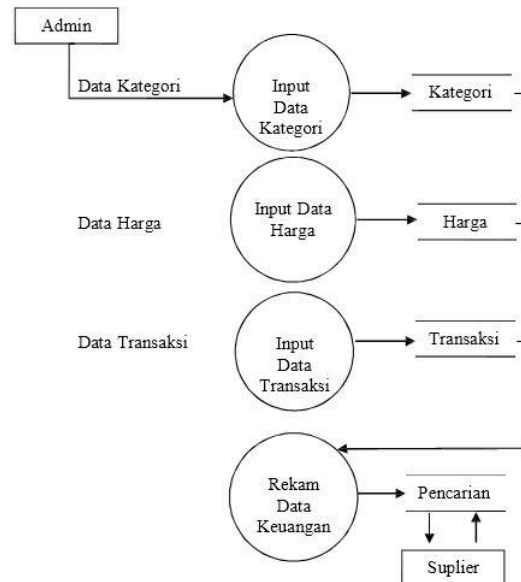 Admin
Data Kategori
Input
Data
Kategori
Kategori
Data Harga
Input Data
Harga
Harga
Data Transaksi
Input
Data
Transaksi
Transaksi
Rekam
Data
Keuangan
Pencarian
Suplier